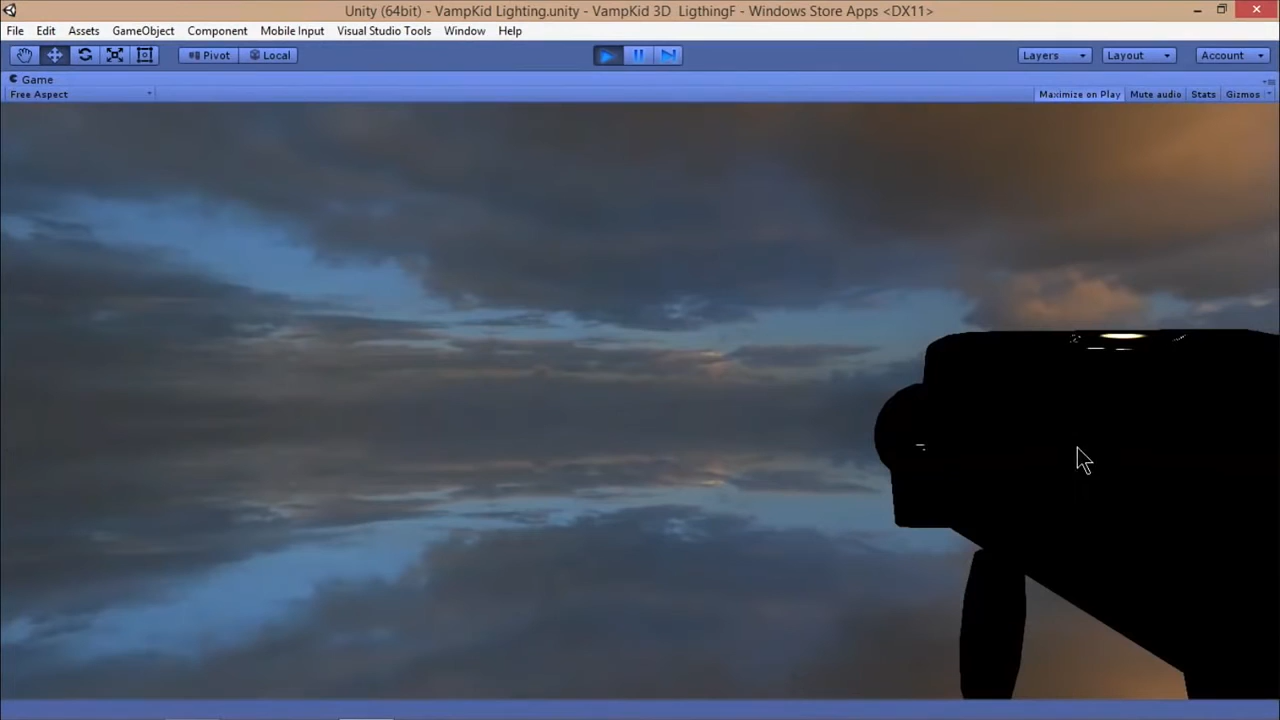 Unity (64bit) - VampKid Lighting.unity - VampKid 3D LigthingF - Windows Store Apps <DX11>
File Edit Assets GameObject Component Mobile Input Visual Studio Tools Window Help
Pivot Local Layers Layout Account
Game
Free Aspect Maximize on Play Mute audio Stats Gizmos